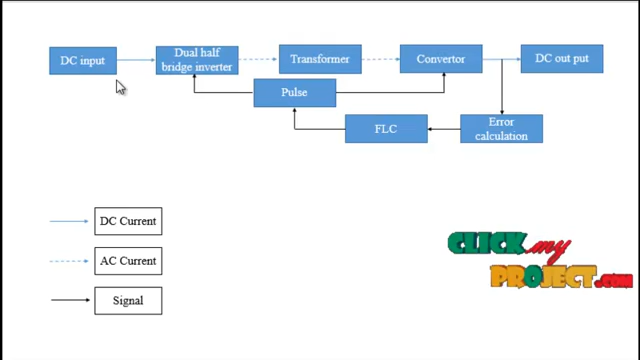 DC input
Dual half
bridge inverter
Transformer
Convertor
DC out put
Pulse
FLC
Error
calculation
DC Current
AC Current
Signal
CLICK my
PROJECT.com